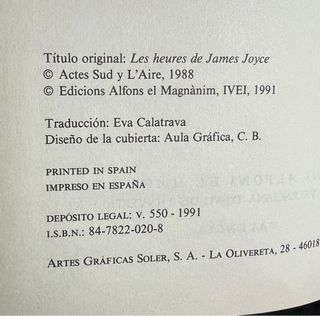 Título original: Les heures de James Joyce
© Actes Sud y L'Aire, 1988
© Edicions Alfons el Magnànim, IVEI, 1991
Traducción: Eva Calatrava
Diseño de la cubierta: Aula Gráfica, C. B.
PRINTED IN SPAIN
IMPRESO EN ESPAÑA
DEPÓSITO LEGAL: V. 550 - 1991
I.S.B.N.: 84-7822-020-8
ARTES GRÁFICAS SOLER, S. A. - LA OLIVERETA, 28 - 46018